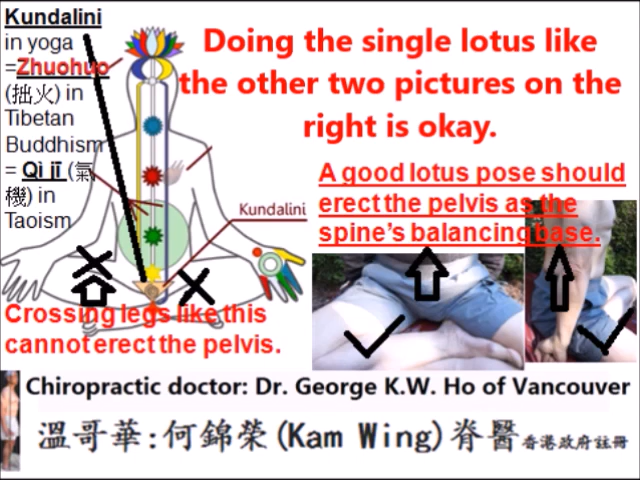 Kundalini
in yoga
=Zhuohuo
(拙火) in
Tibetan
Buddhism
= Qì jī (氣
機) in
Taoism
Doing the single lotus like
the other two pictures on the
right is okay.
A good lotus pose should
erect the pelvis as the
spine's balancing base.
Kundalini
Crossing legs like this
cannot erect the pelvis.
Chiropractic doctor: Dr. George K.W. Ho of Vancouver
溫哥華:何錦榮(Kam Wing)脊醫香港政府註冊